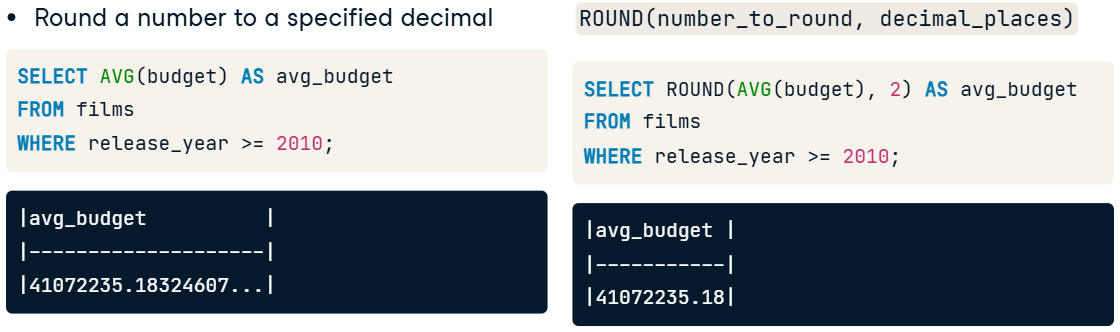 • Round a number to a specified decimal
SELECT AVG(budget) AS avg_budget
FROM films
WHERE release_year >= 2010;
|avg_budget          |
|--------------------|
|41072235.18324607...|
ROUND(number_to_round, decimal_places)
SELECT ROUND(AVG(budget), 2) AS avg_budget
FROM films
WHERE release_year >= 2010;
|avg_budget |
|-----------|
|41072235.18|